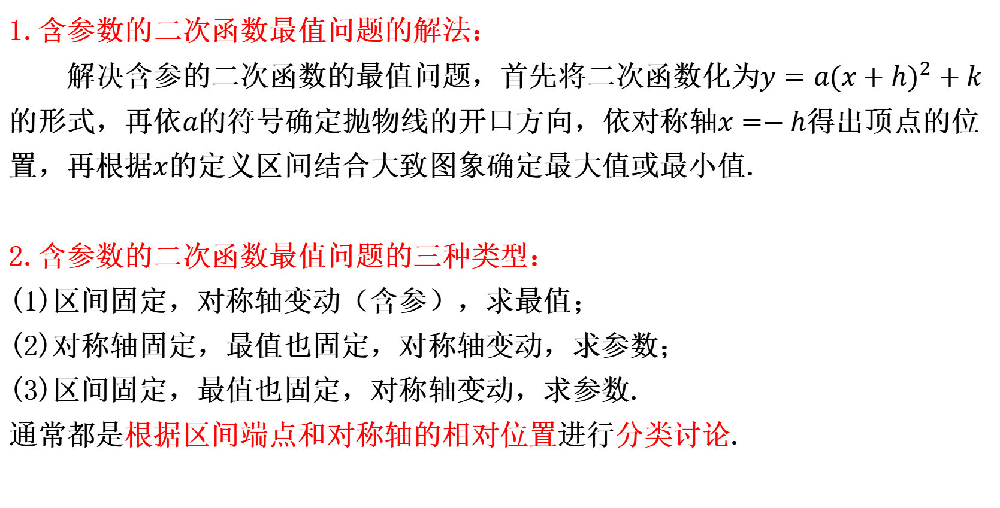 1.含参数的二次函数最值问题的解法：
解决含参的二次函数的最值问题，首先将二次函数化为y = a(x + h)² + k
的形式，再依a的符号确定抛物线的开口方向，依对称轴x =− h得出顶点的位
置，再根据x的定义区间结合大致图象确定最大值或最小值.
2.含参数的二次函数最值问题的三种类型：
(1)区间固定，对称轴变动（含参），求最值；
(2)对称轴固定，最值也固定，对称轴变动，求参数；
(3)区间固定，最值也固定，对称轴变动，求参数.
通常都是根据区间端点和对称轴的相对位置进行分类讨论.